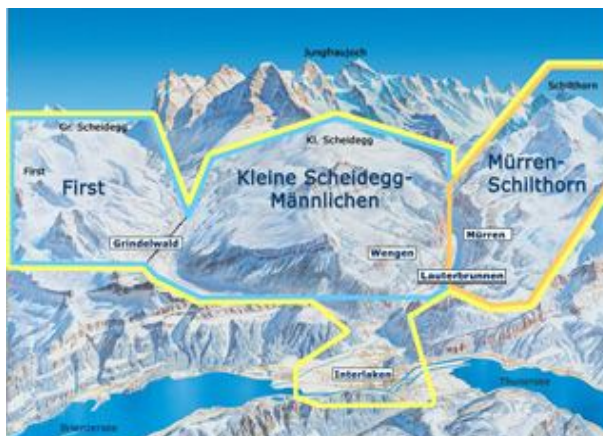 Jungfraujoch
Schilthorn
Gr. Scheidegg
Kl. Scheidegg
First
First
Kleine Scheidegg-
Männlichen
Mürren-
Schilthorn
Grindelwald
Mürren
Wengen
Lauterbrunnen
Interlaken
Thunersee
Brienzersee